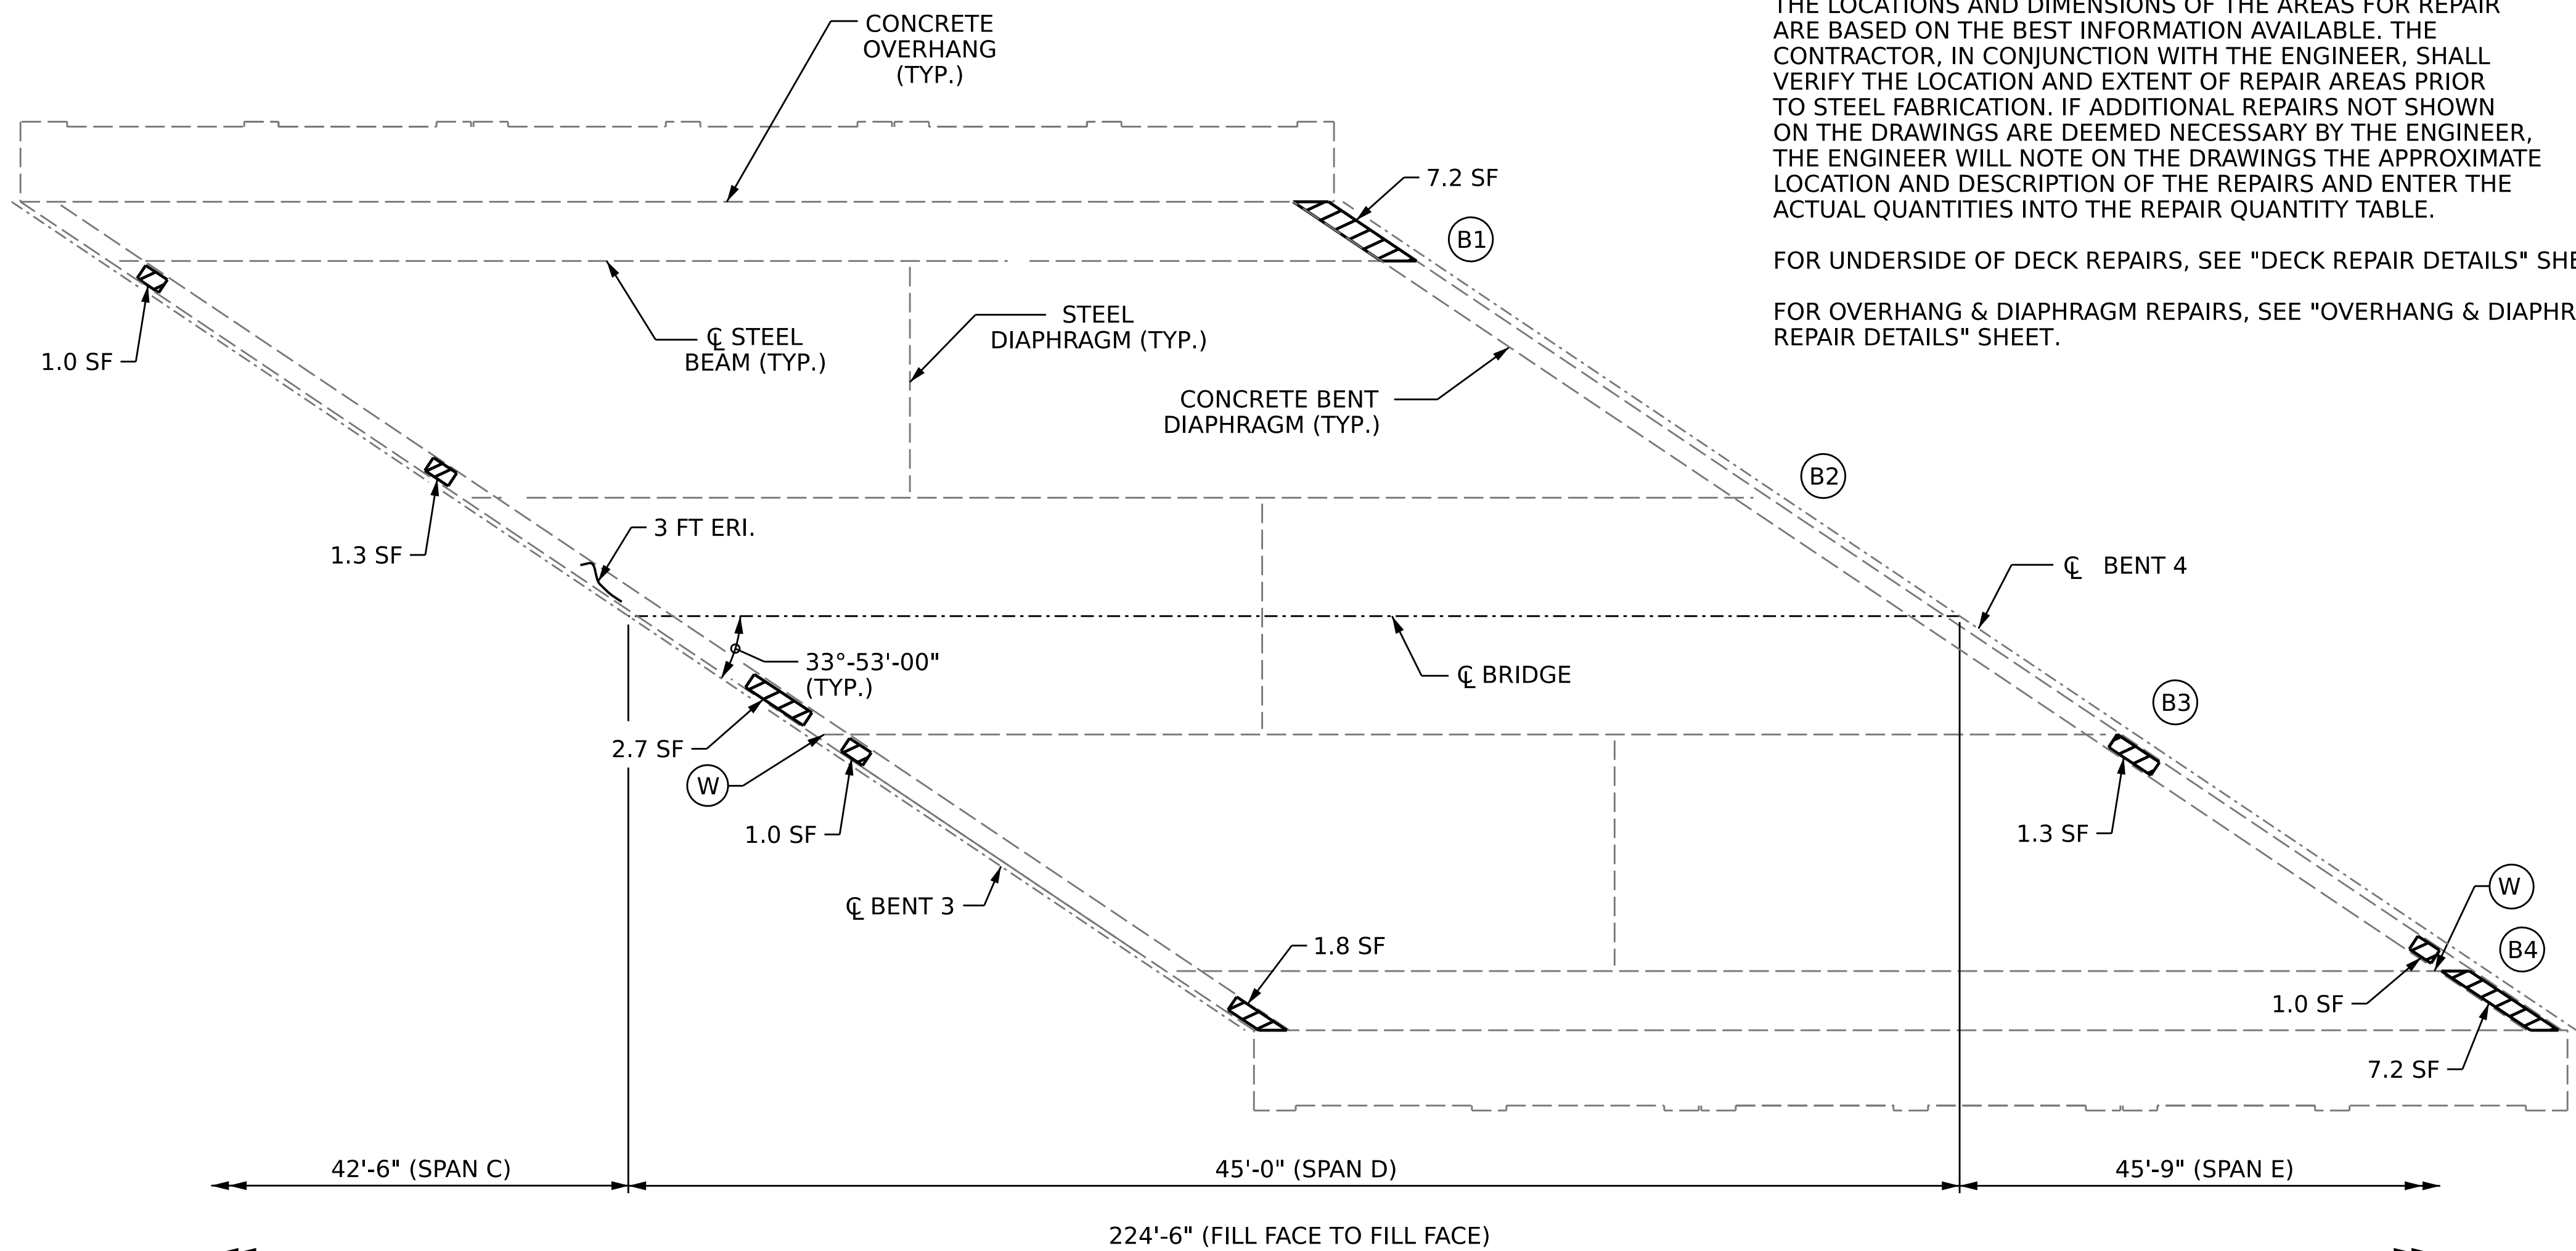 CONCRETE
OVERHANG
(TYP.)
THE LOCATIONS AND DIMENSIONS OF THE AREAS FOR REPAIR
ARE BASED ON THE BEST INFORMATION AVAILABLE. THE
CONTRACTOR, IN CONJUNCTION WITH THE ENGINEER, SHALL
VERIFY THE LOCATION AND EXTENT OF REPAIR AREAS PRIOR
TO STEEL FABRICATION. IF ADDITIONAL REPAIRS NOT SHOWN
ON THE DRAWINGS ARE DEEMED NECESSARY BY THE ENGINEER,
THE ENGINEER WILL NOTE ON THE DRAWINGS THE APPROXIMATE
LOCATION AND DESCRIPTION OF THE REPAIRS AND ENTER THE
ACTUAL QUANTITIES INTO THE REPAIR QUANTITY TABLE.
FOR UNDERSIDE OF DECK REPAIRS, SEE "DECK REPAIR DETAILS" SHE
FOR OVERHANG & DIAPHR
REPAIR DETAILS" SHEET.
7.2 SF
B1
1.0 SF
℄ STEEL
BEAM (TYP.)
STEEL
DIAPHRAGM (TYP.)
CONCRETE BENT
DIAPHRAGM (TYP.)
B2
1.3 SF
3 FT ERI.
℄ BENT 4
33°-53'-00"
(TYP.)
℄ BRIDGE
B3
2.7 SF
W
1.0 SF
1.3 SF
℄ BENT 3
W
B4
1.8 SF
1.0 SF
7.2 SF
42'-6" (SPAN C)
45'-0" (SPAN D)
45'-9" (SPAN E)
224'-6" (FILL FACE TO FILL FACE)